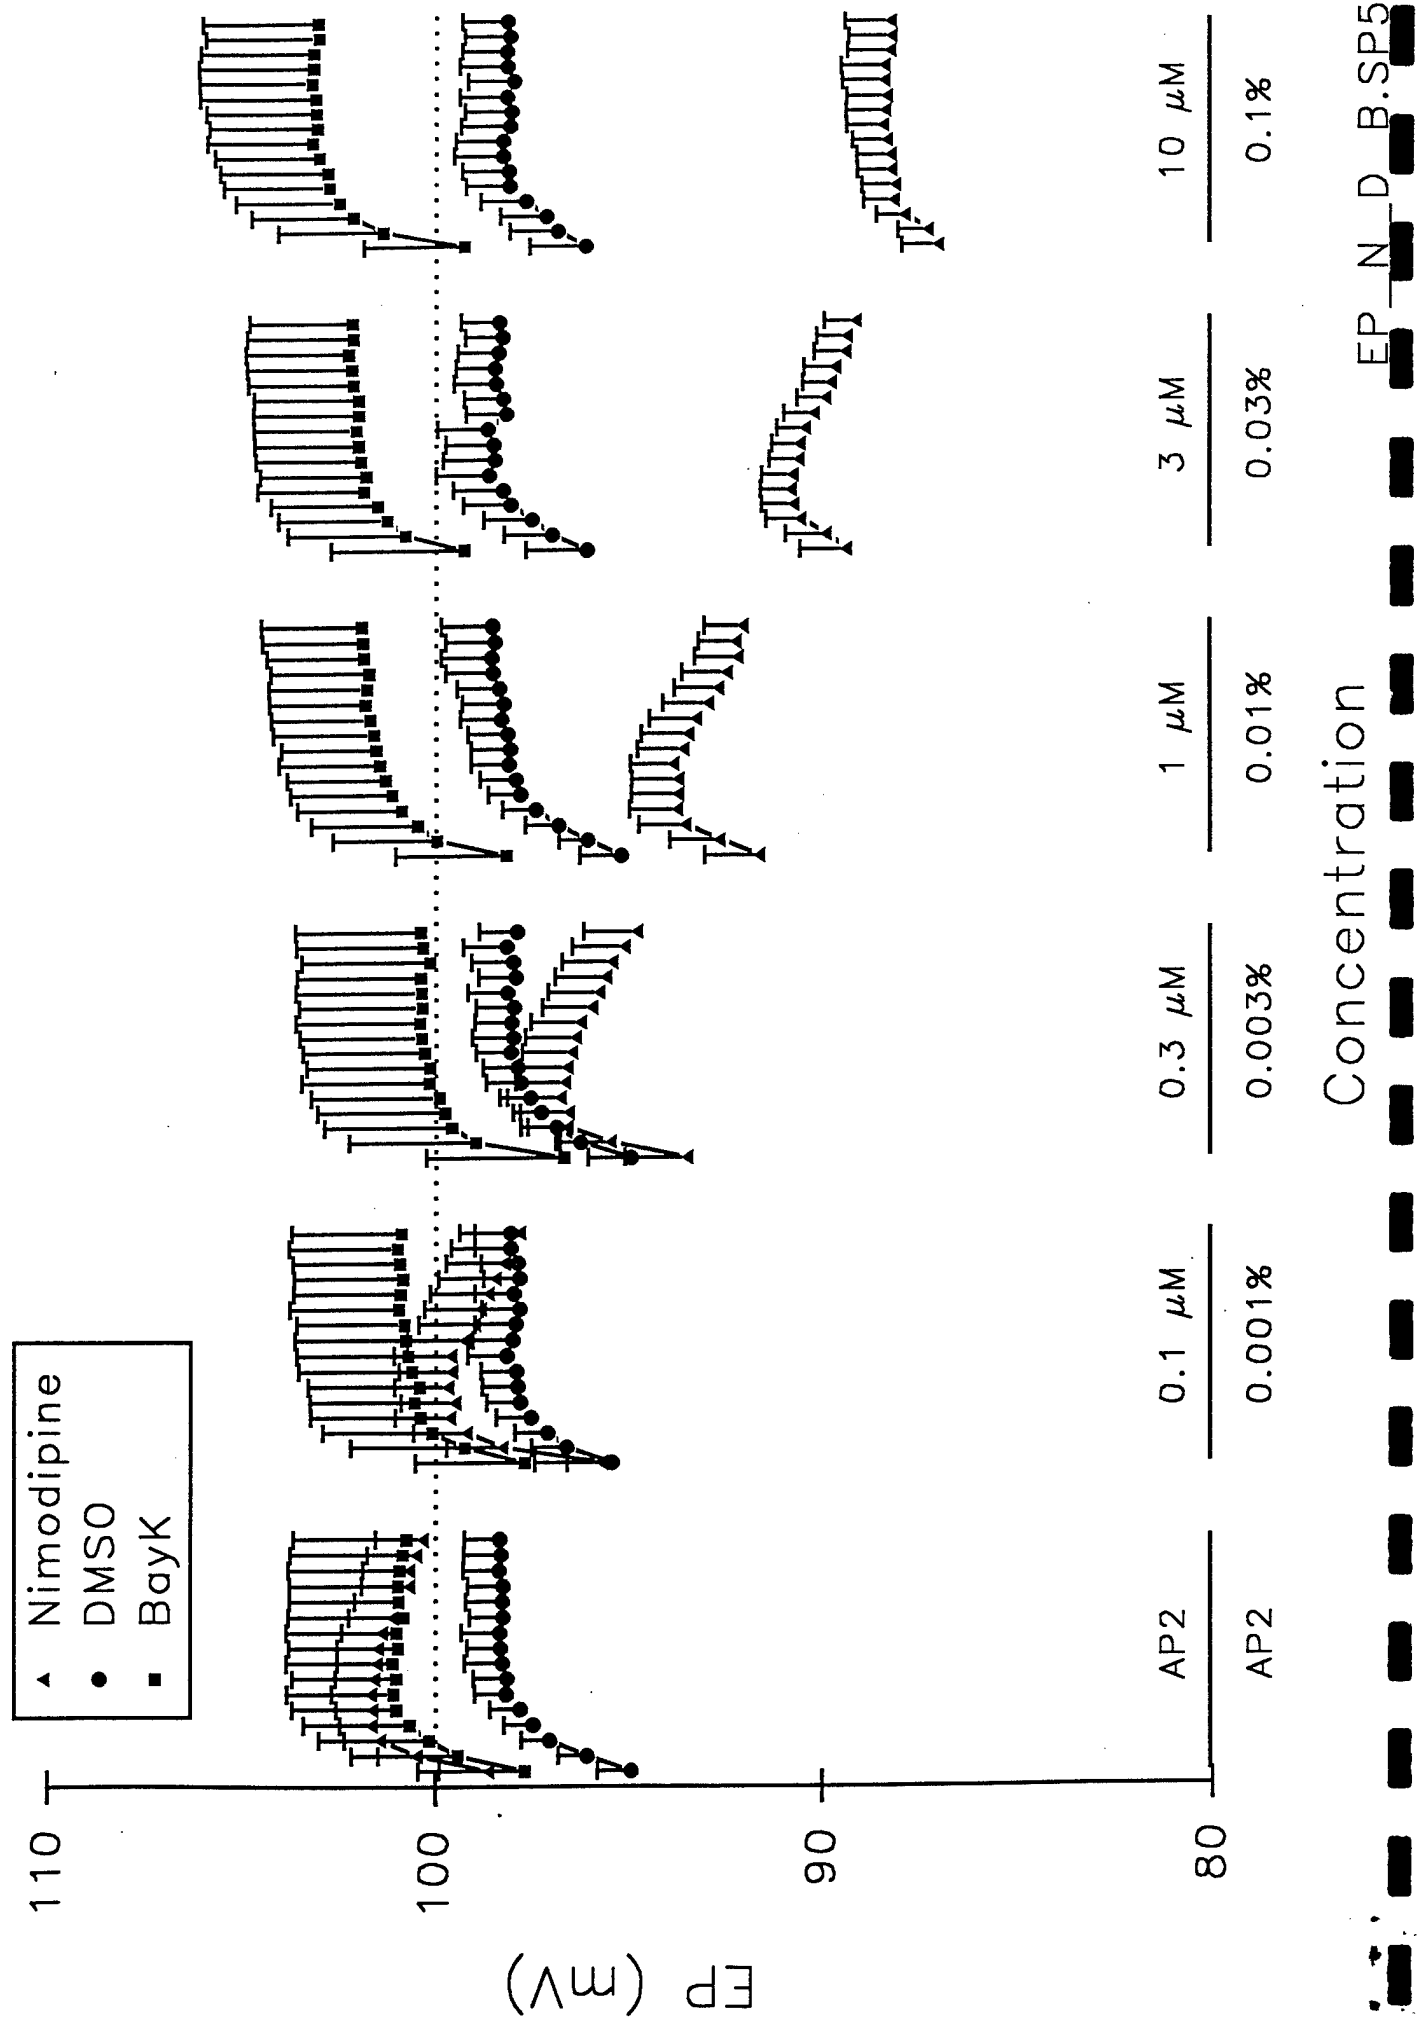 Nimodipine
DMSO
BayK
110
100
90
80
EP (mV)
AP2 0.1 μM 0.3 μM 1 μM 3 μM 10 μM
AP2 0.001% 0.003% 0.01% 0.03% 0.1%
Concentration
EP_N_D_B.SP5